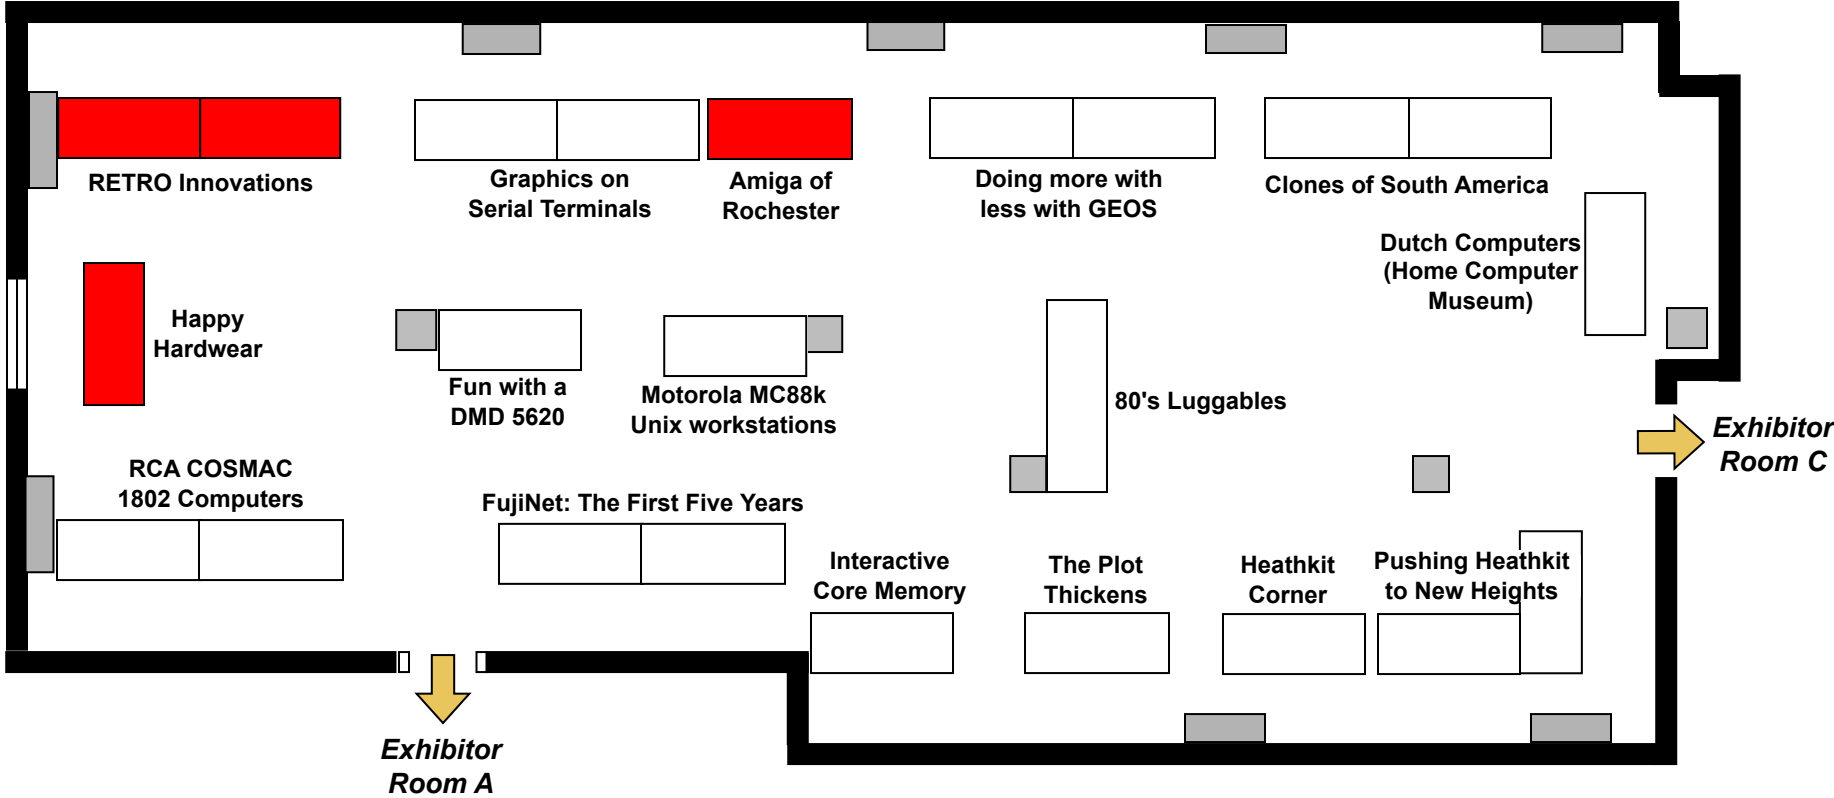 RETRO Innovations
Graphics on
Serial Terminals
Amiga of
Rochester
Doing more with
less with GEOS
Clones of South America
Dutch Computers
(Home Computer
Museum)
Happy
Hardwear
Fun with a
DMD 5620
Motorola MC88k
Unix workstations
80's Luggables
Exhibitor
Room C
RCA COSMAC
1802 Computers
FujiNet: The First Five Years
Interactive
Core Memory
The Plot
Thickens
Heathkit
Corner
Pushing Heathkit
to New Heights
Exhibitor
Room A